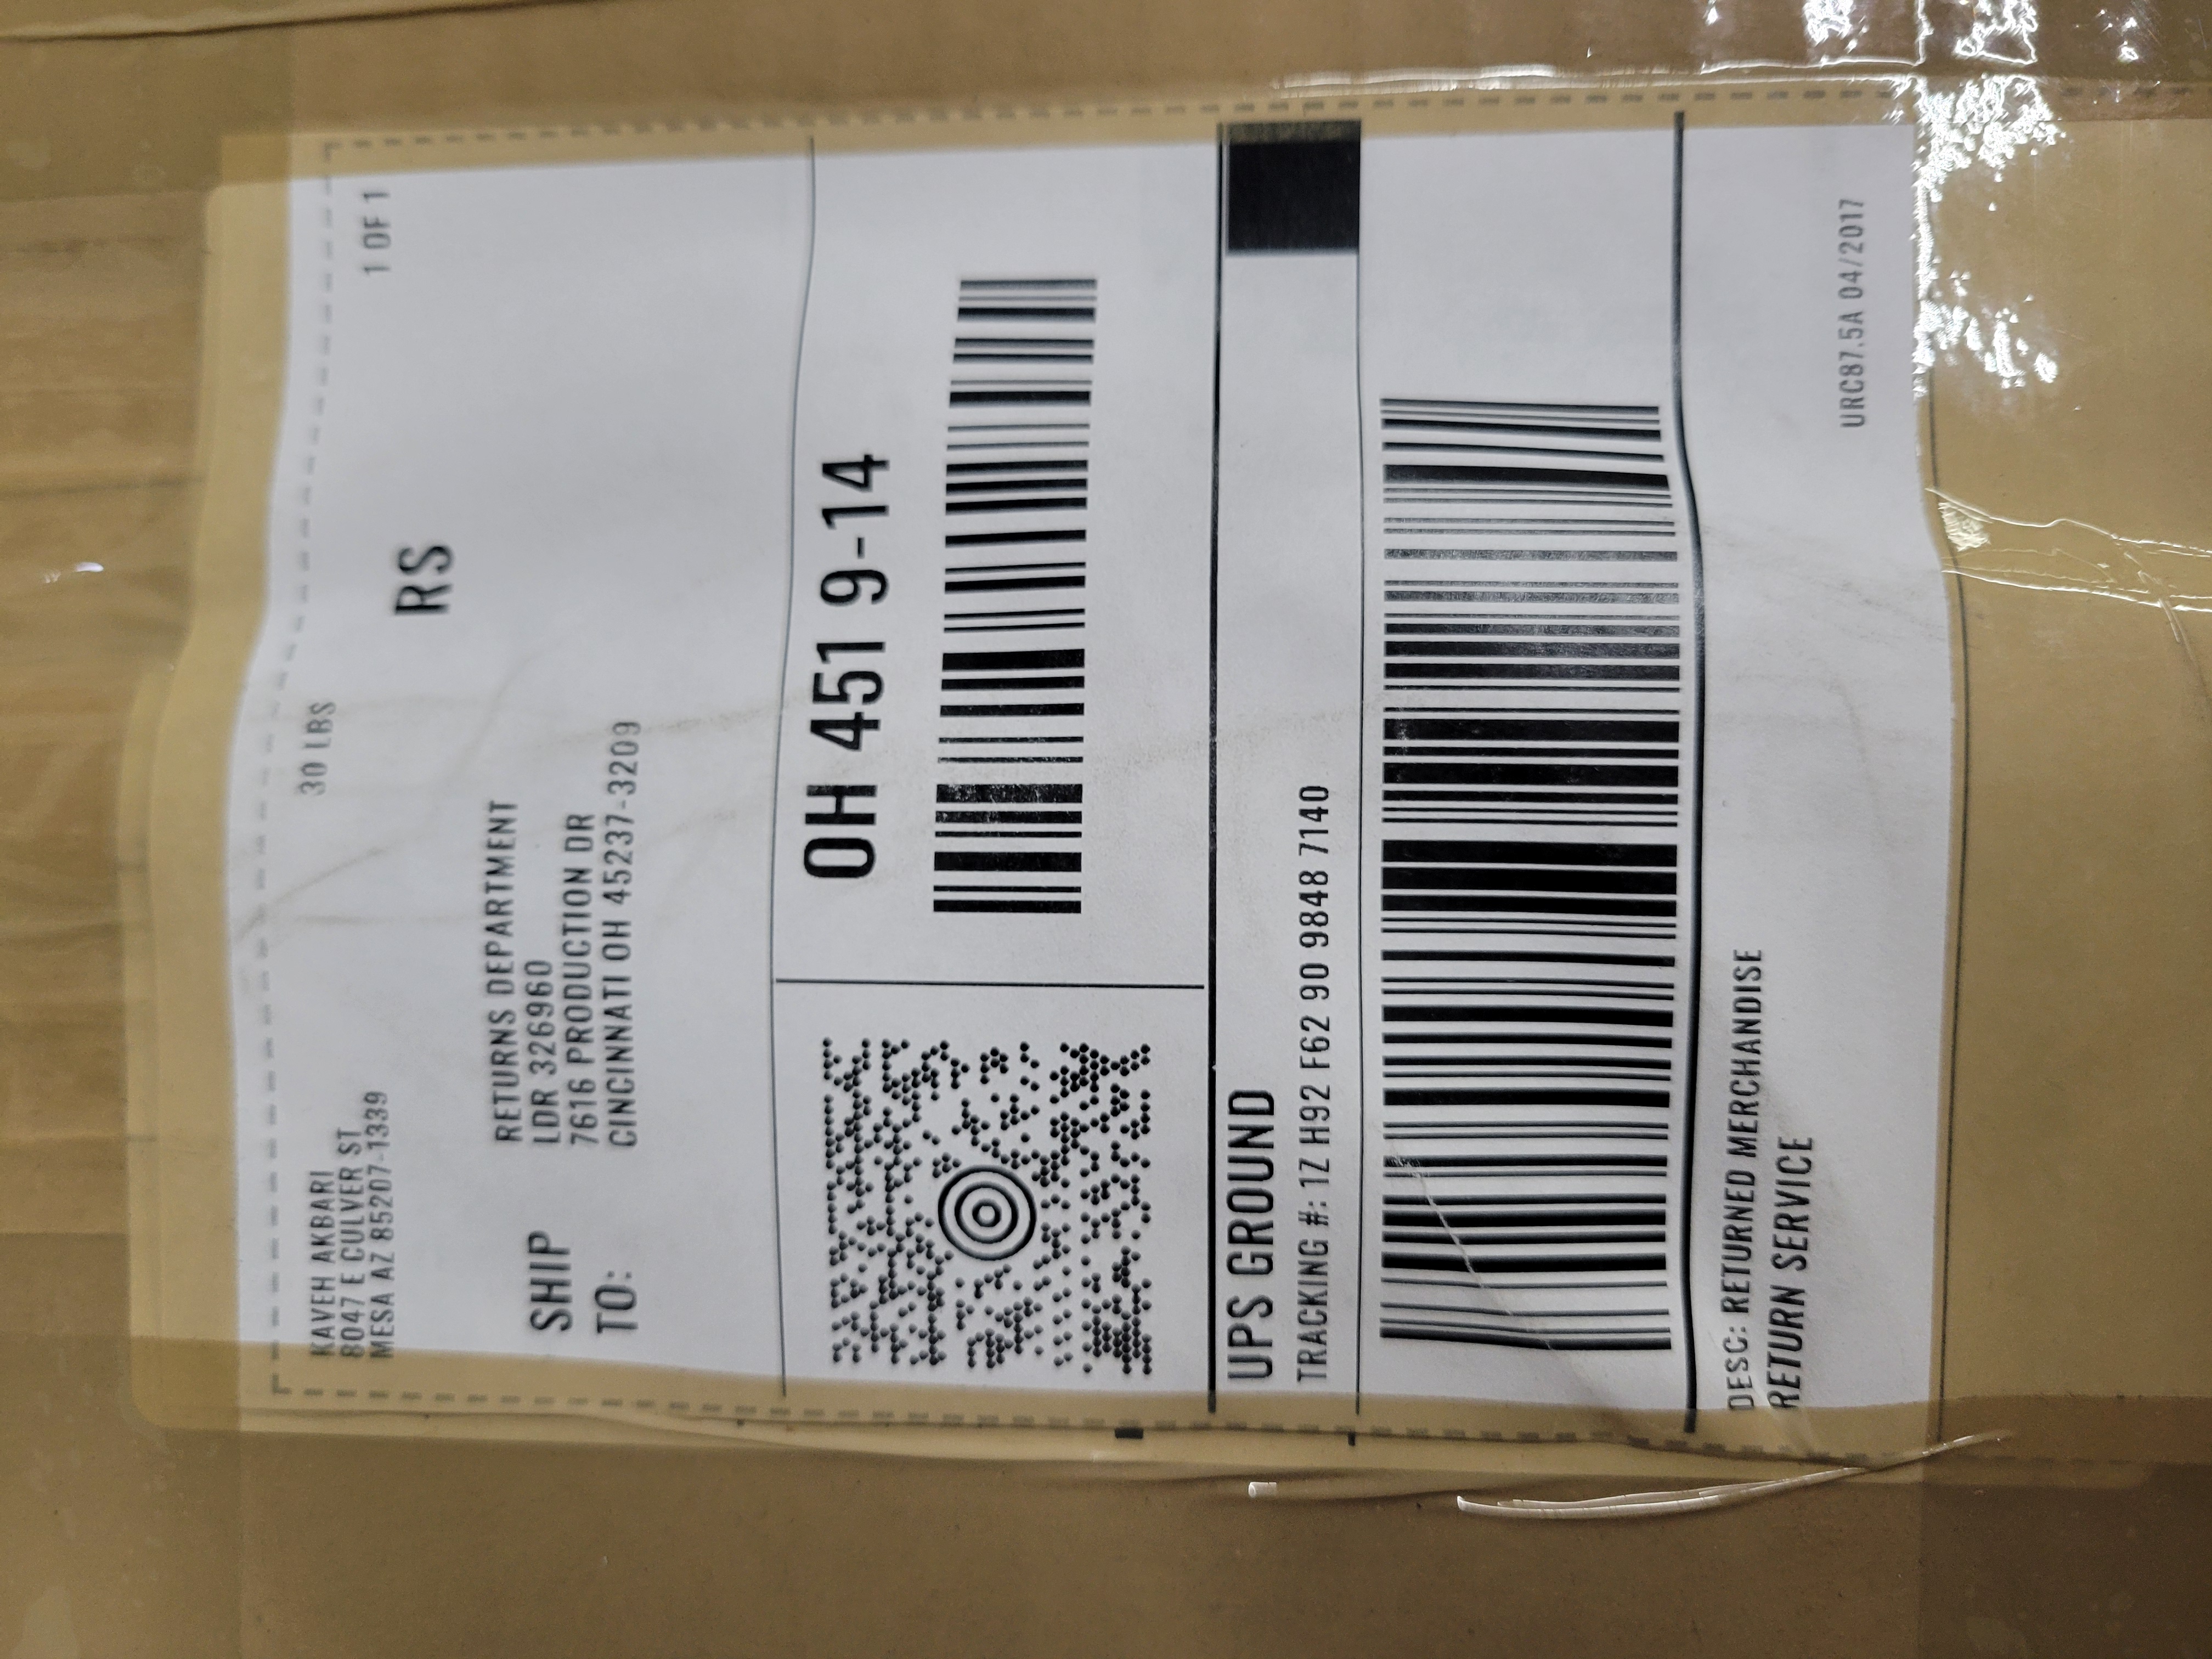 KAVEH AKBARI
8047 E CULVER ST
MESA AZ 85207-1339
30 LBS
1 OF 1
RS
SHIP
TO:
RETURNS DEPARTMENT
LDR 326960
7616 PRODUCTION DR
CINCINNATI OH 45237-3209
OH 451 9-14
UPS GROUND
TRACKING #: 1Z H92 F62 90 9848 7140
DESC: RETURNED MERCHANDISE
RETURN SERVICE
URC87.5A 04/2017